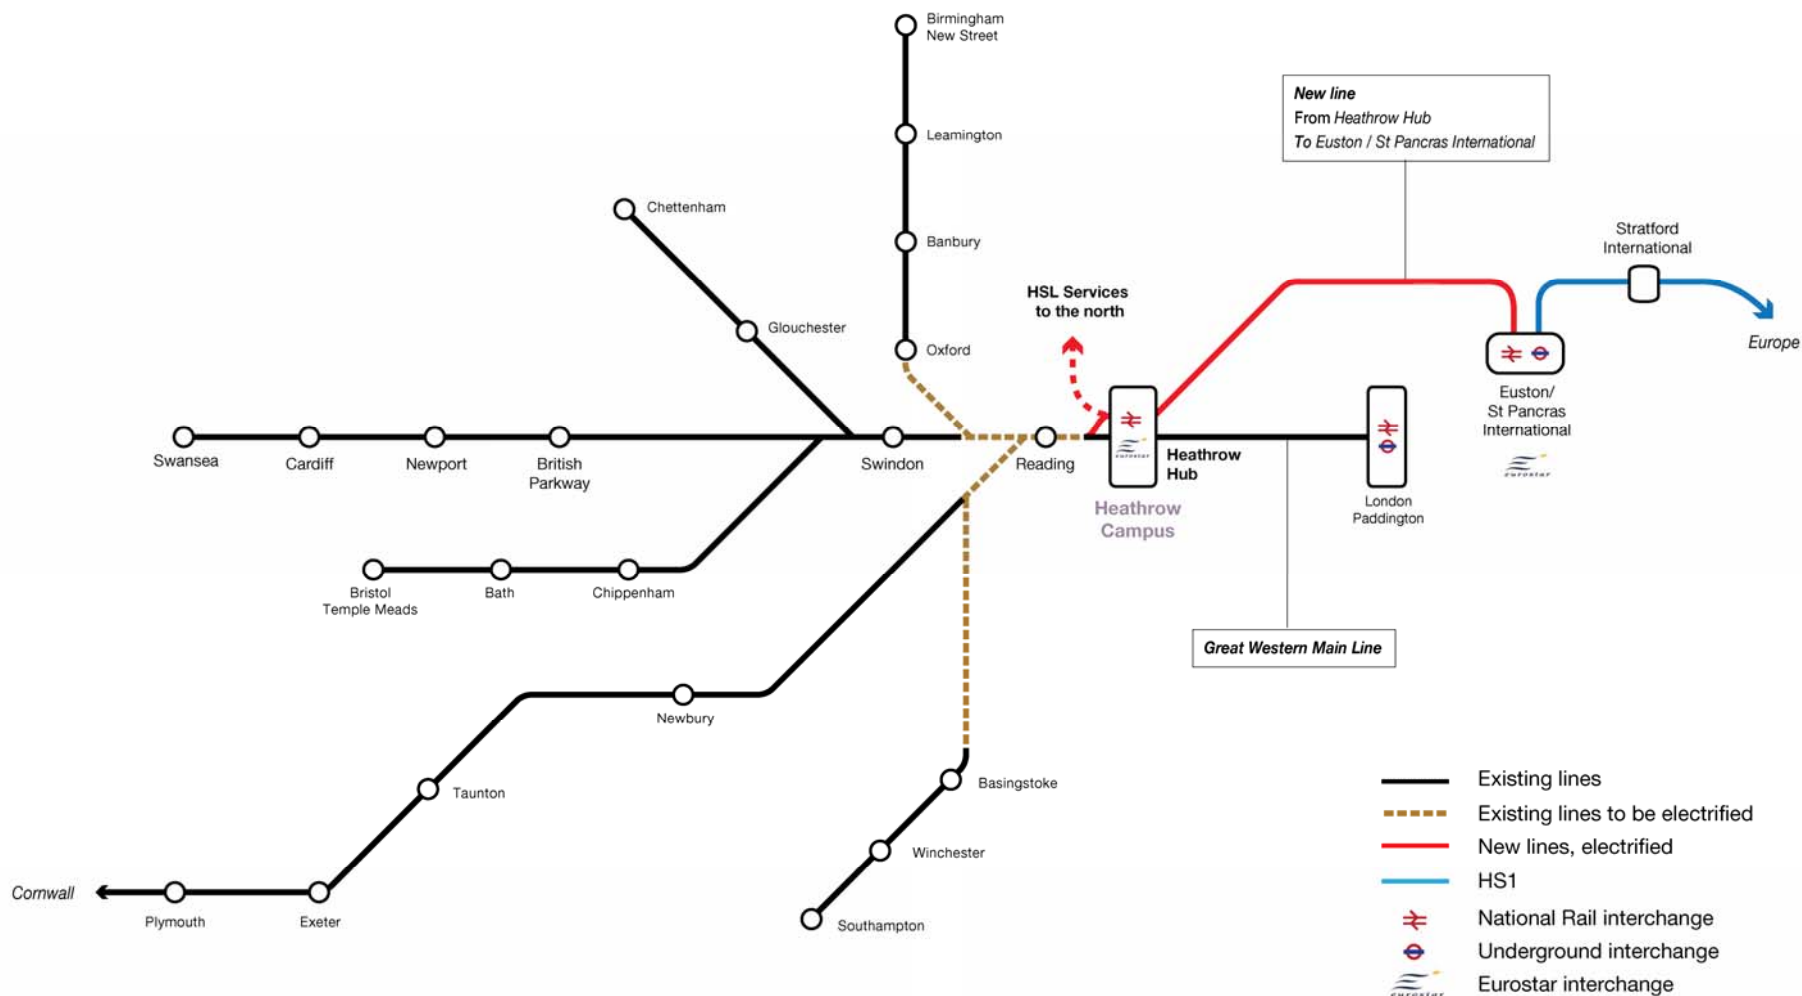 Birmingham
New Street
Leamington
Banbury
Oxford
Chettenham
Glouchester
New line
From Heathrow Hub
To Euston / St Pancras International
Stratford
International
HSL Services
to the north
Europe
Euston/
St Pancras
International
eurostar
Swansea
Cardiff
Newport
British
Parkway
Swindon
Reading
eurostar
Heathrow
Hub
Heathrow
Campus
London
Paddington
Bristol
Temple Meads
Bath
Chippenham
Great Western Main Line
Newbury
Taunton
Basingstoke
Winchester
Southampton
Cornwall
Plymouth
Exeter
Existing lines
Existing lines to be electrified
New lines, electrified
HS1
National Rail interchange
Underground interchange
Eurostar interchange
eurostar